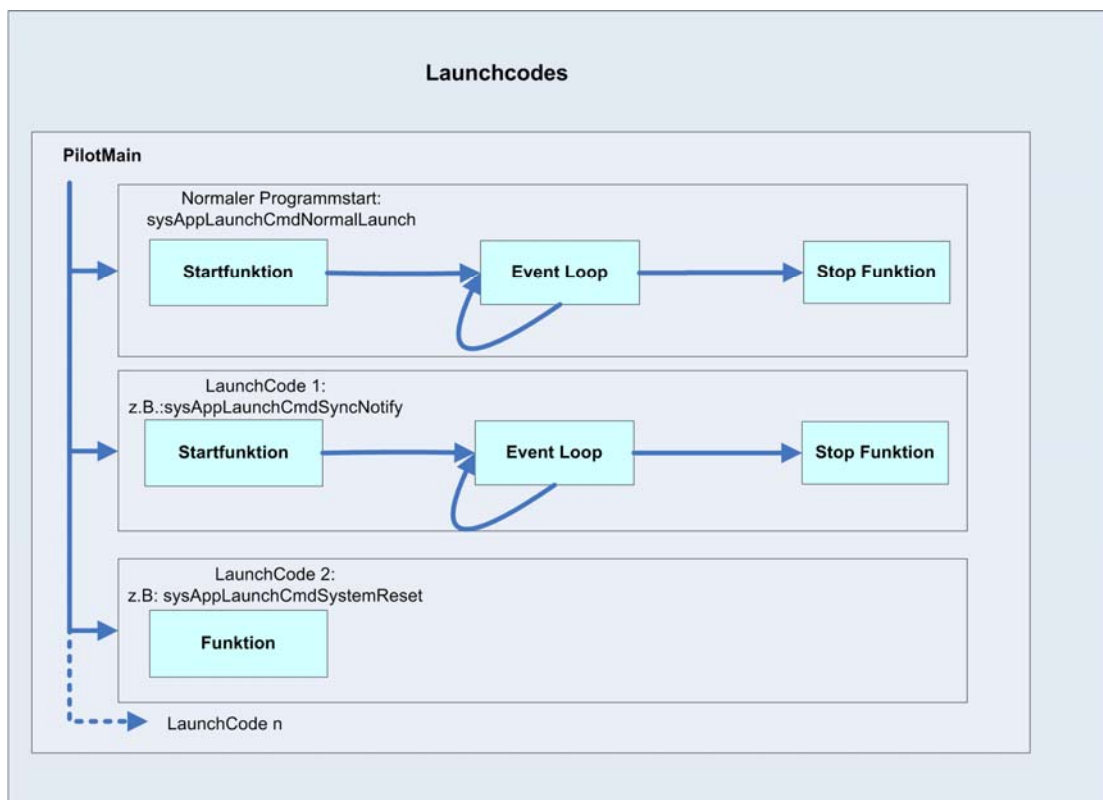 Launchcodes
PilotMain
Normaler Programmstart:
sysAppLaunchCmdNormalLaunch
Startfunktion
Event Loop
Stop Funktion
LaunchCode 1:
z.B.:sysAppLaunchCmdSyncNotify
Startfunktion
Event Loop
Stop Funktion
LaunchCode 2:
z.B: sysAppLaunchCmdSystemReset
Funktion
LaunchCode n